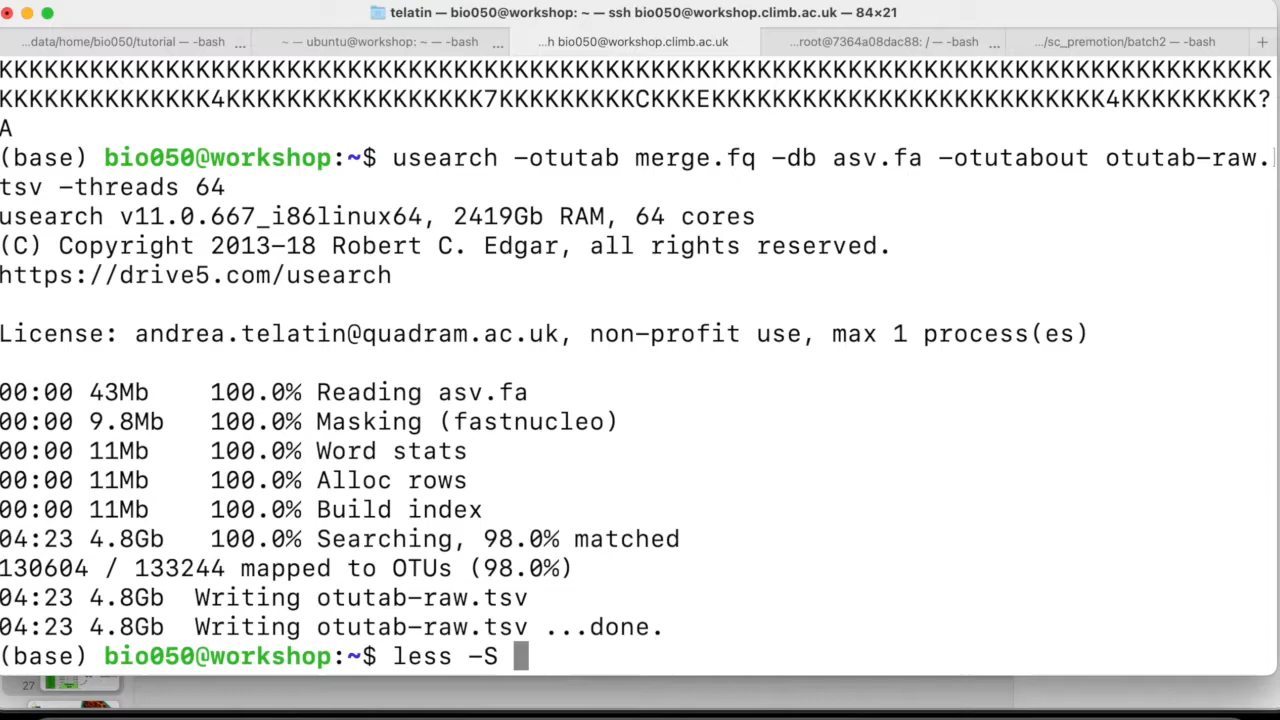 telatin — bio050@workshop: ~ — ssh bio050@workshop.climb.ac.uk — 84×21
...data/home/bio050/tutorial — -bash ... ~ — ubuntu@workshop: ~ — -bash ... ...h bio050@workshop.climb.ac.uk ...root@7364a08dac88: / — -bash ... .../sc_premotion/batch2 — -bash +
KKKKKKKKKKKKKKKKKKKKKKKKKKKKKKKKKKKKKKKKKKKKKKKKKKKKKKKKKKKKKKKKKKKKKKKKKKKKKKKKKKKK
KKKKKKKKKKKKKK4KKKKKKKKKKKKKKKKK7KKKKKKKKKCKKKEKKKKKKKKKKKKKKKKKKKKKKKKKK4KKKKKKKKK?
A
(base) bio050@workshop:~$ usearch -otutab merge.fq -db asv.fa -otutabout otutab-raw.
tsv -threads 64
usearch v11.0.667_i86linux64, 2419Gb RAM, 64 cores
(C) Copyright 2013-18 Robert C. Edgar, all rights reserved.
https://drive5.com/usearch
License: andrea.telatin@quadram.ac.uk, non-profit use, max 1 process(es)
00:00 43Mb    100.0% Reading asv.fa
00:00 9.8Mb   100.0% Masking (fastnucleo)
00:00 11Mb    100.0% Word stats
00:00 11Mb    100.0% Alloc rows
00:00 11Mb    100.0% Build index
04:23 4.8Gb   100.0% Searching, 98.0% matched
130604 / 133244 mapped to OTUs (98.0%)
04:23 4.8Gb  Writing otutab-raw.tsv
04:23 4.8Gb  Writing otutab-raw.tsv ...done.
(base) bio050@workshop:~$ less -S
27